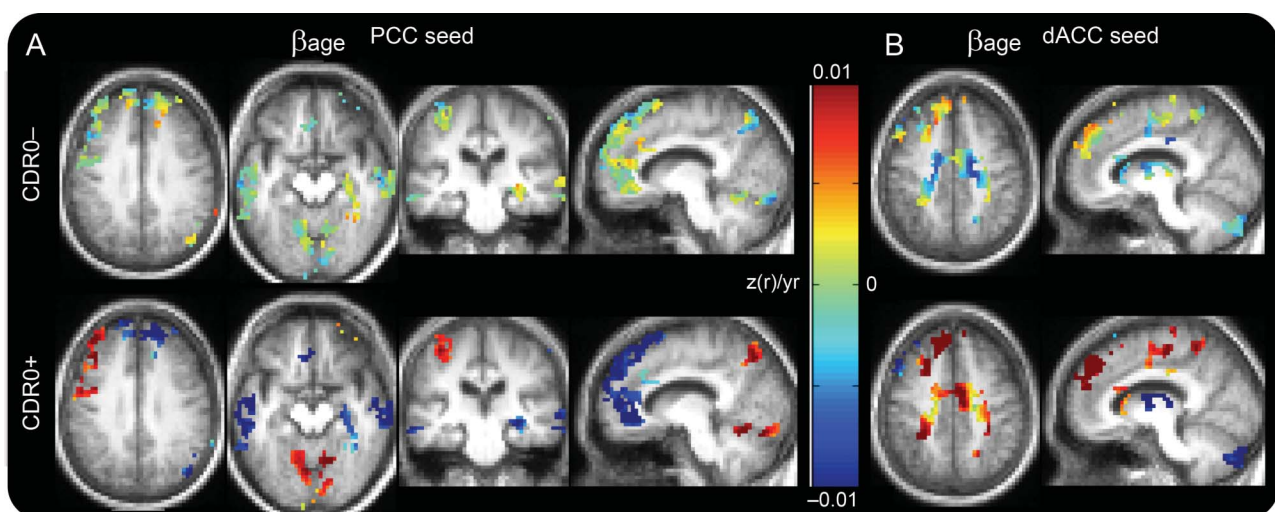 A
βage PCC seed
B
βage dACC seed
CDR0–
CDR0+
0.01
z(r)/yr
0
–0.01